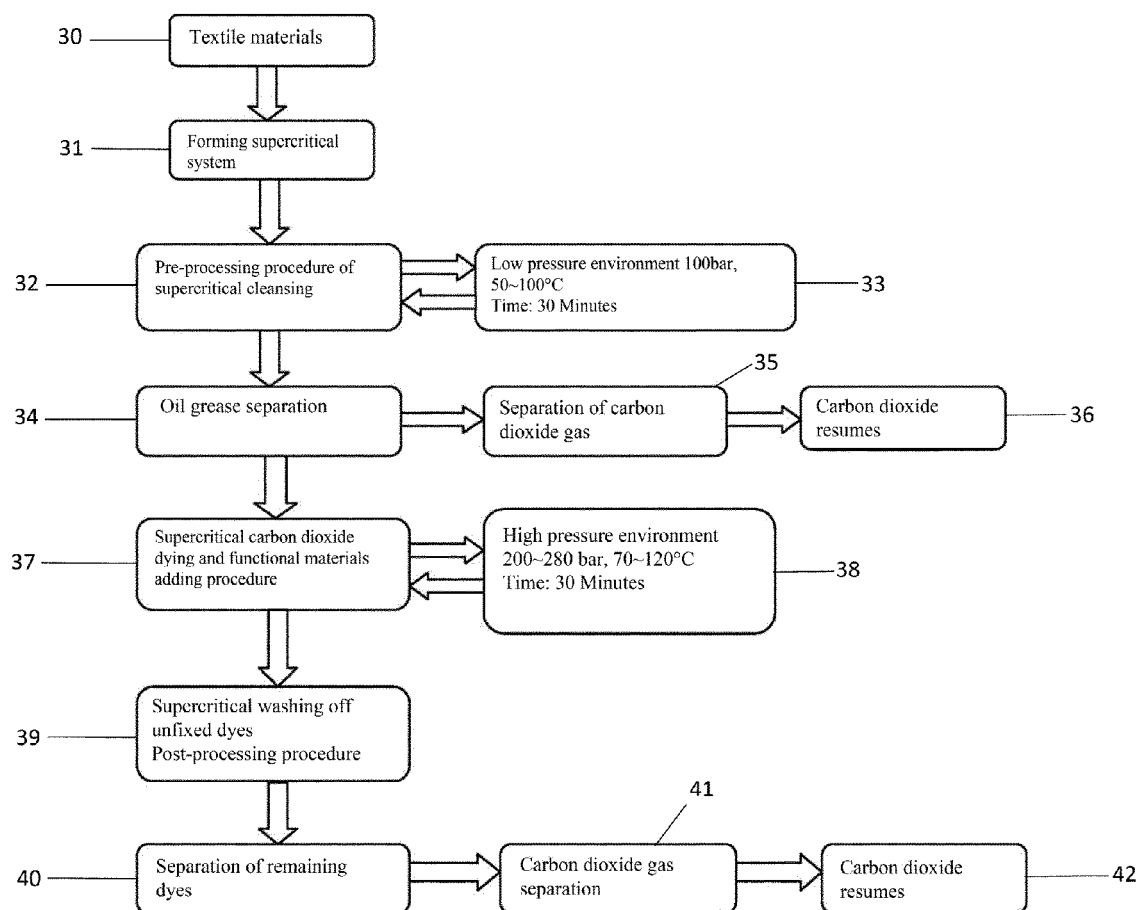 30
Textile materials
31
Forming supercritical
system
32
Pre-processing procedure of
supercritical cleansing
Low pressure environment 100bar,
50~100°C
Time: 30 Minutes
33
34
Oil grease separation
35
Separation of carbon
dioxide gas
Carbon dioxide
resumes
36
37
Supercritical carbon dioxide
dying and functional materials
adding procedure
High pressure environment
200~280 bar, 70~120°C
Time: 30 Minutes
38
39
Supercritical washing off
unfixed dyes
Post-processing procedure
40
Separation of remaining
dyes
41
Carbon dioxide gas
separation
Carbon dioxide
resumes
42